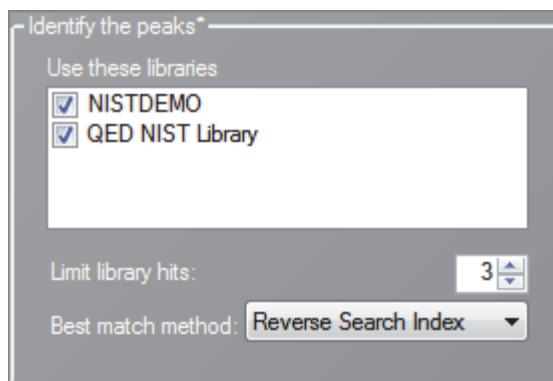 Identify the peaks*
Use these libraries
NISTDEMO
QED NIST Library
Limit library hits: 3
Best match method: Reverse Search Index